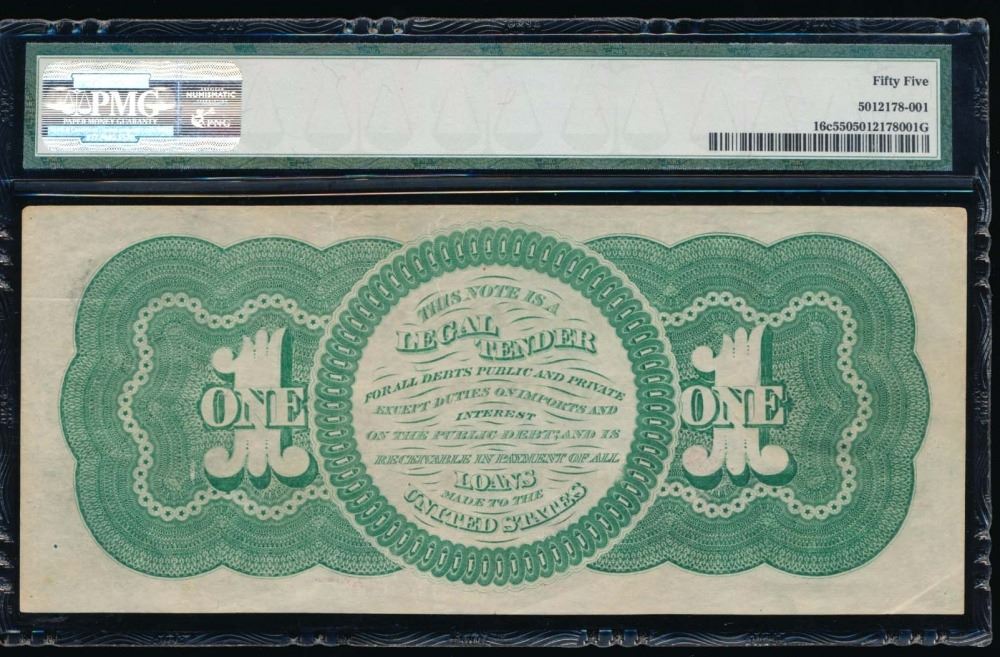 PMG
PAPER MONEY GUARANTY
NUMISMATIC
PNG
Fifty Five
5012178-001
16c5505012178001G
THIS NOTE IS A
LEGAL
TENDER
FOR ALL DEBTS PUBLIC AND PRIVATE
EXCEPT DUTIES ON IMPORTS AND
INTEREST
ON THE PUBLIC DEBT; AND IS
RECEIVABLE IN PAYMENT OF ALL
LOANS
MADE TO THE
UNITED STATES
1
ONE
1
ONE